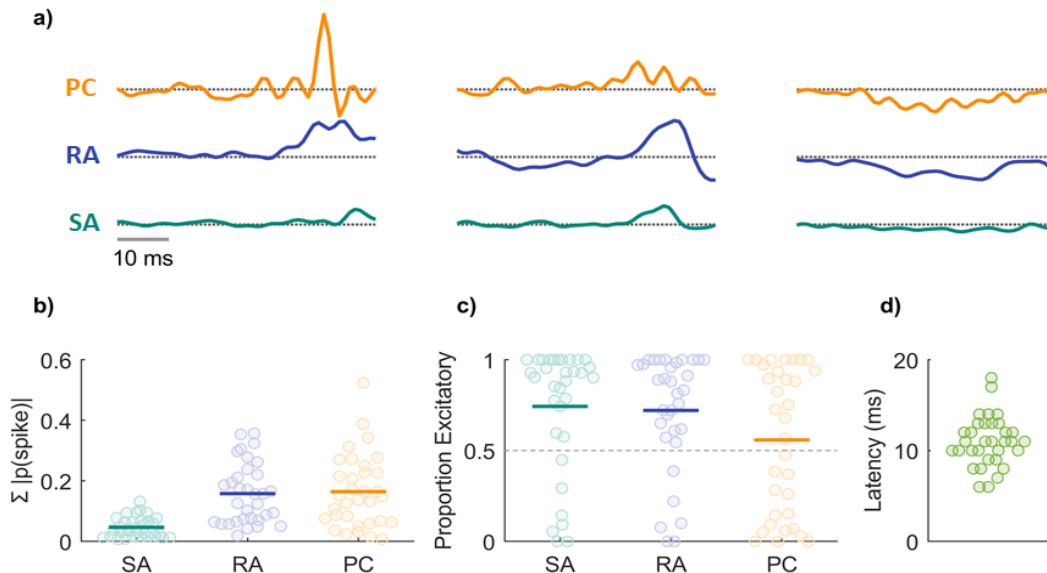 a)
PC
RA
SA
10 ms
b)
Σ |p(spike)|
0.6
0.4
0.2
0
SA RA PC
c)
Proportion Excitatory
1
0.5
0
SA RA PC
d)
Latency (ms)
20
10
0